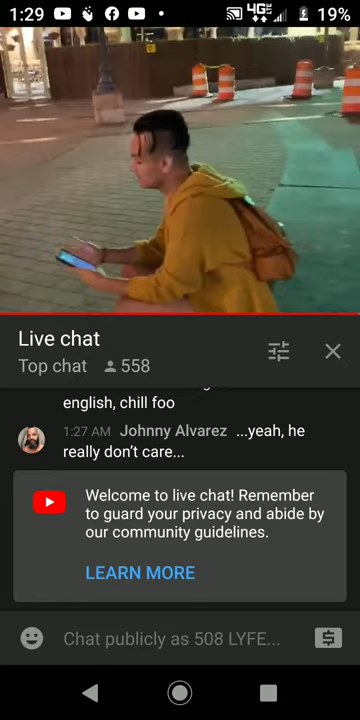 1:29 4G 19%
Live chat
Top chat 558
english, chill foo
1:27 AM Johnny Alvarez ...yeah, he
really don't care...
Welcome to live chat! Remember
to guard your privacy and abide by
our community guidelines.
LEARN MORE
Chat publicly as 508 LYFE...